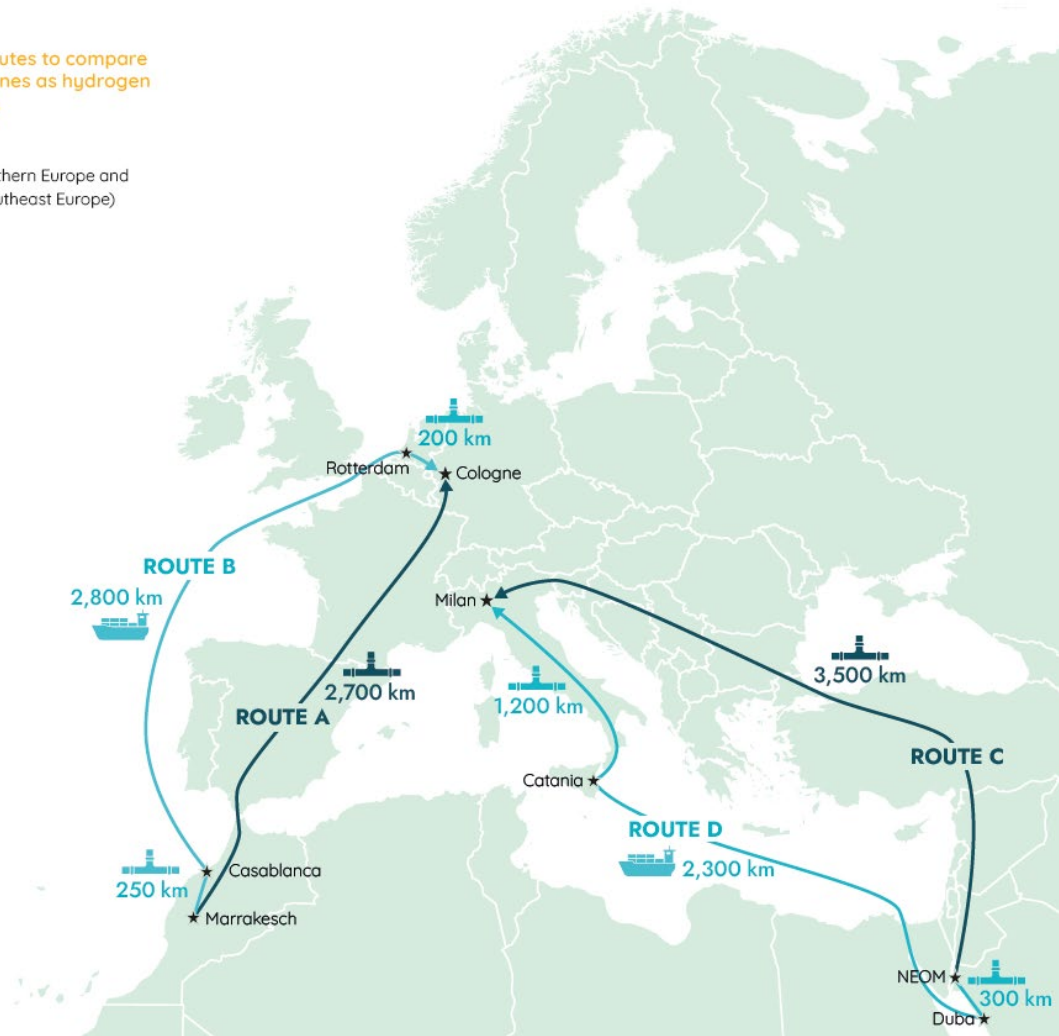 utes to compare
nes as hydrogen
thern Europe and
utheast Europe)
200 km
Rotterdam
Cologne
ROUTE B
2,800 km
Milan
3,500 km
2,700 km
1,200 km
ROUTE A
ROUTE C
Catania
ROUTE D
2,300 km
Casablanca
250 km
Marrakesch
NEOM
300 km
Duba